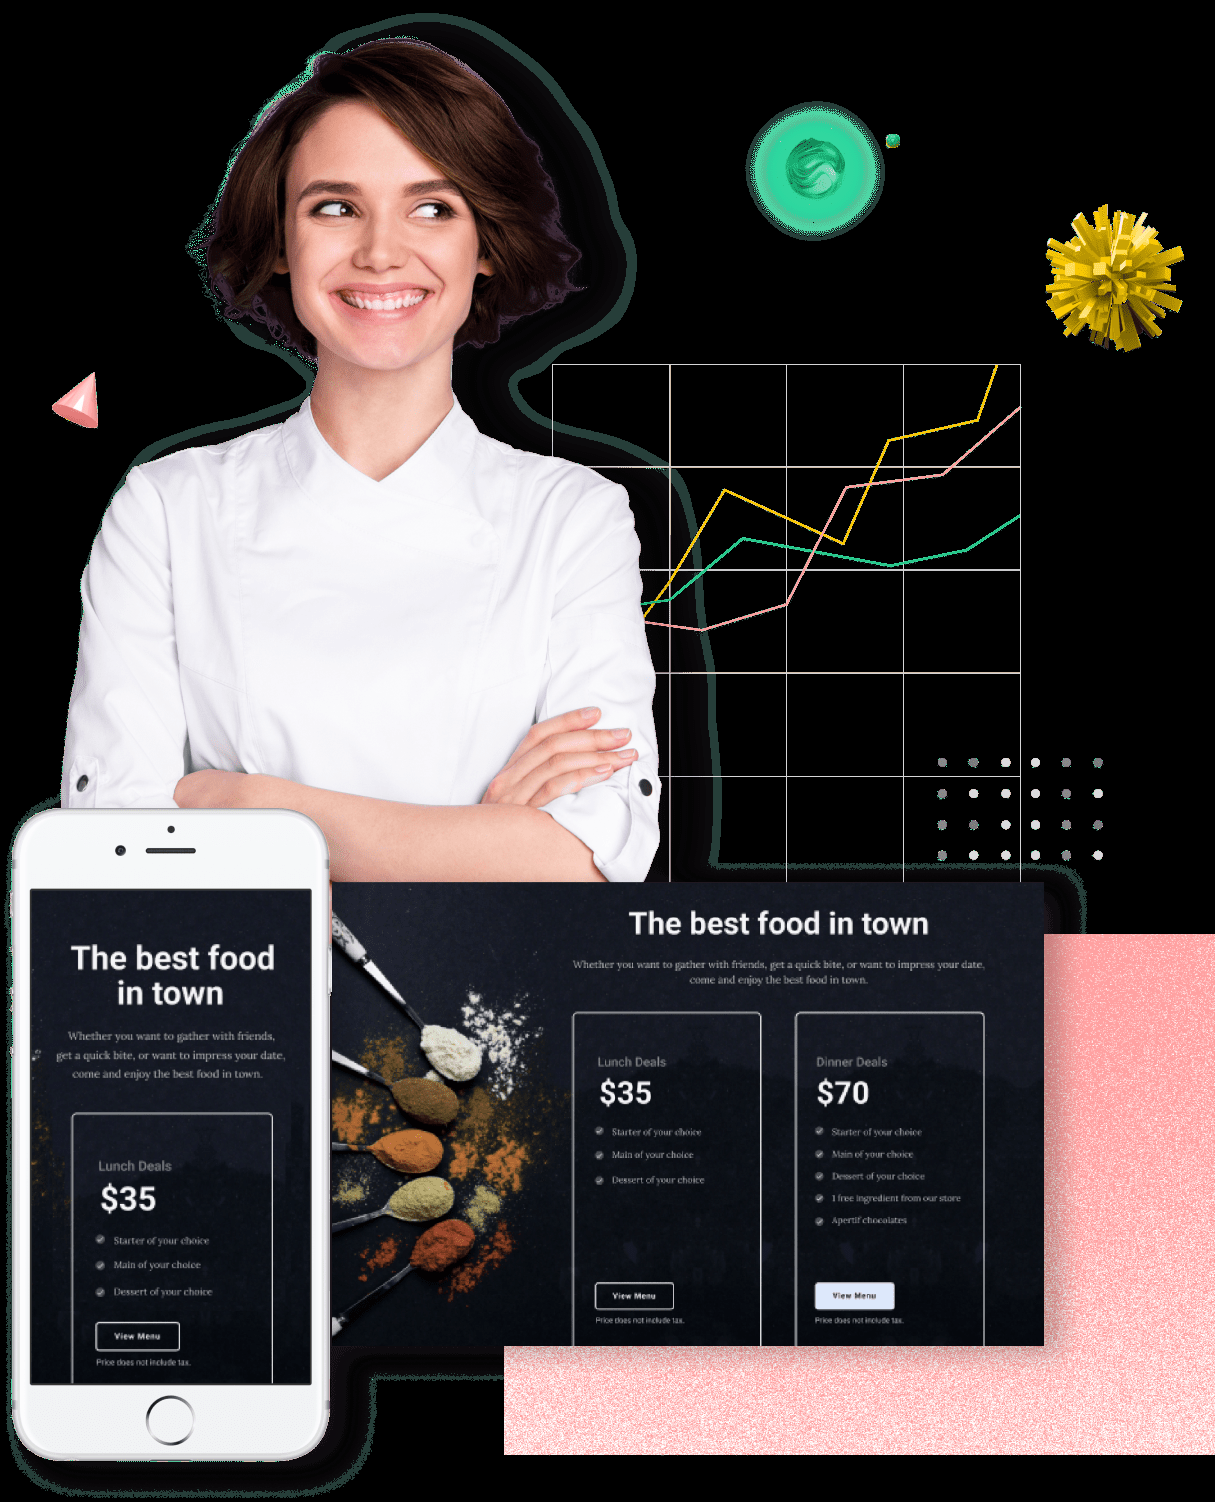 The best food
in town
Whether you want to gather with friends,
get a quick bite, or want to impress your date,
come and enjoy the best food in town.
Lunch Deals
$35
Starter of your choice
Main of your choice
Dessert of your choice
View Menu
Price does not include tax.
The best food in town
Whether you want to gather with friends, get a quick bite, or want to impress your date,
come and enjoy the best food in town.
Lunch Deals
$35
Starter of your choice
Main of your choice
Dessert of your choice
View Menu
Price does not include tax.
Dinner Deals
$70
Starter of your choice
Main of your choice
Dessert of your choice
1 free ingredient from our store
Apertif chocolates
View Menu
Price does not include tax.